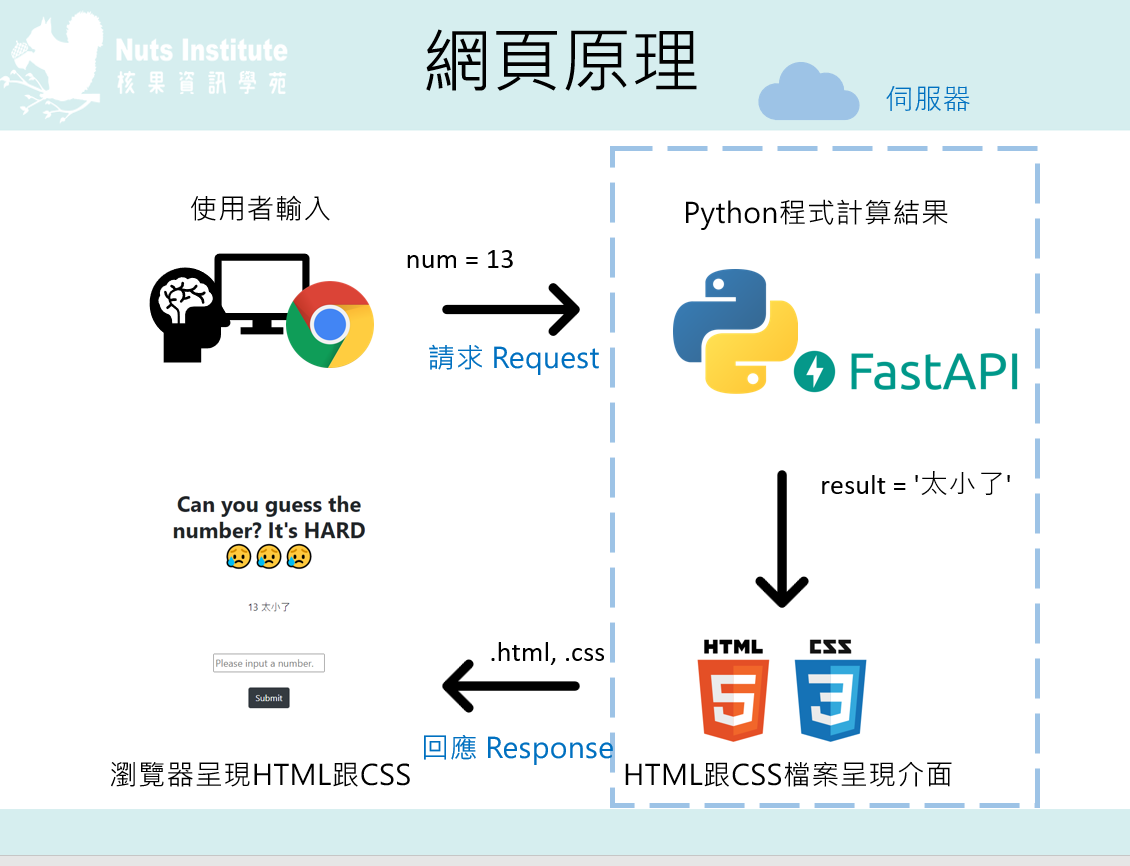 Nuts Institute
核果資訊學苑
網頁原理
伺服器
使用者輸入
num = 13
請求 Request
Python程式計算結果
FastAPI
result = '太小了'
HTML
CSS
HTML跟CSS檔案呈現介面
.html, .css
回應 Response
Can you guess the
number? It's HARD
😥😥😥
13 太小了
Please input a number.
Submit
瀏覽器呈現HTML跟CSS